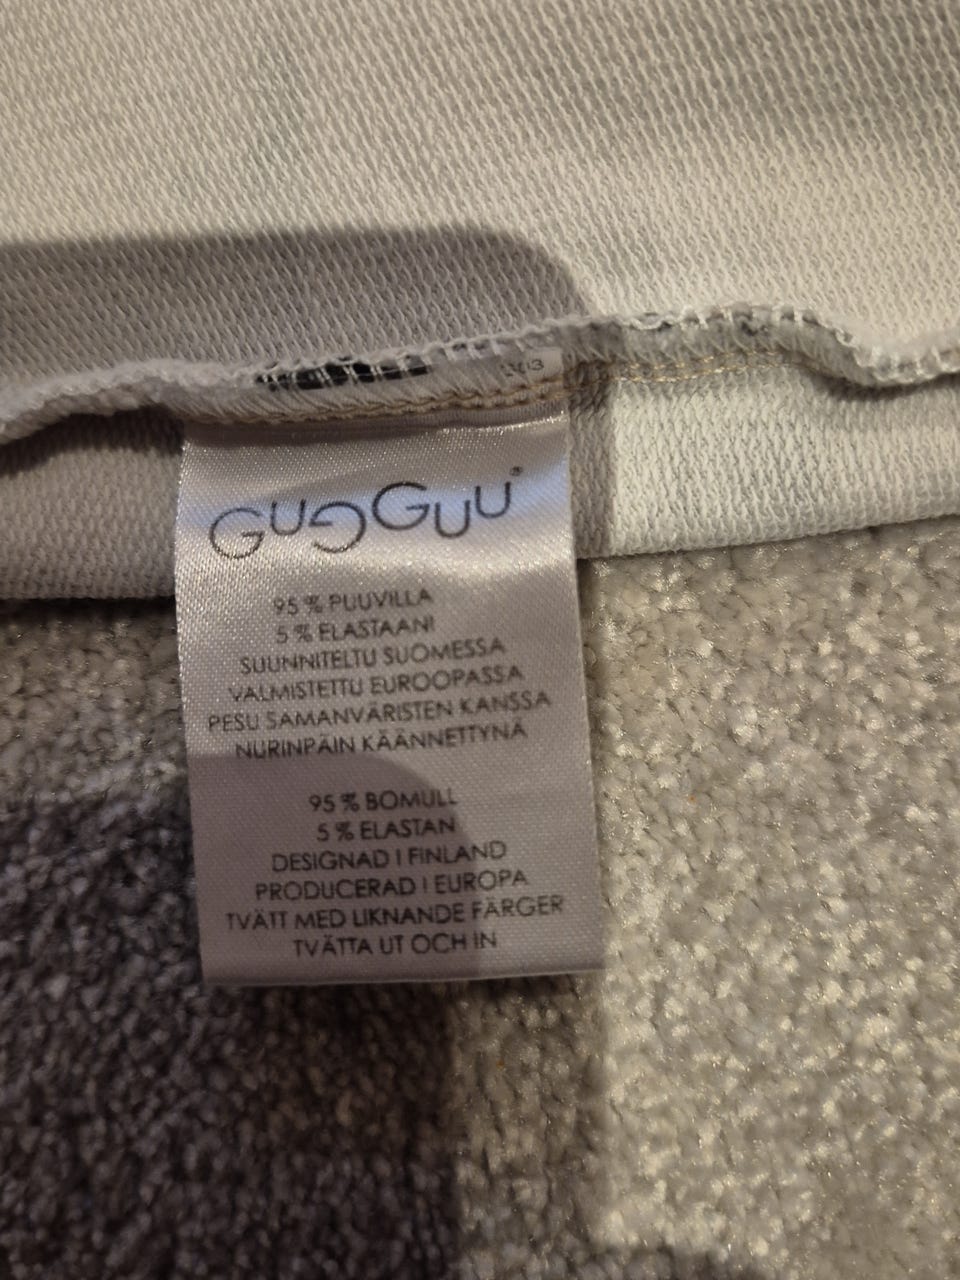 GUGGUU®
95 % PUUVILLA
5 % ELASTAANI
SUUNNITELTU SUOMESSA
VALMISTETTU EUROOPASSA
PESU SAMANVÄRISTEN KANSSA
NURINPÄIN KÄÄNNETTYNÄ
95 % BOMULL
5 % ELASTAN
DESIGNAD I FINLAND
PRODUCERAD I EUROPA
TVÄTT MED LIKNANDE FÄRGER
TVÄTTA UT OCH IN